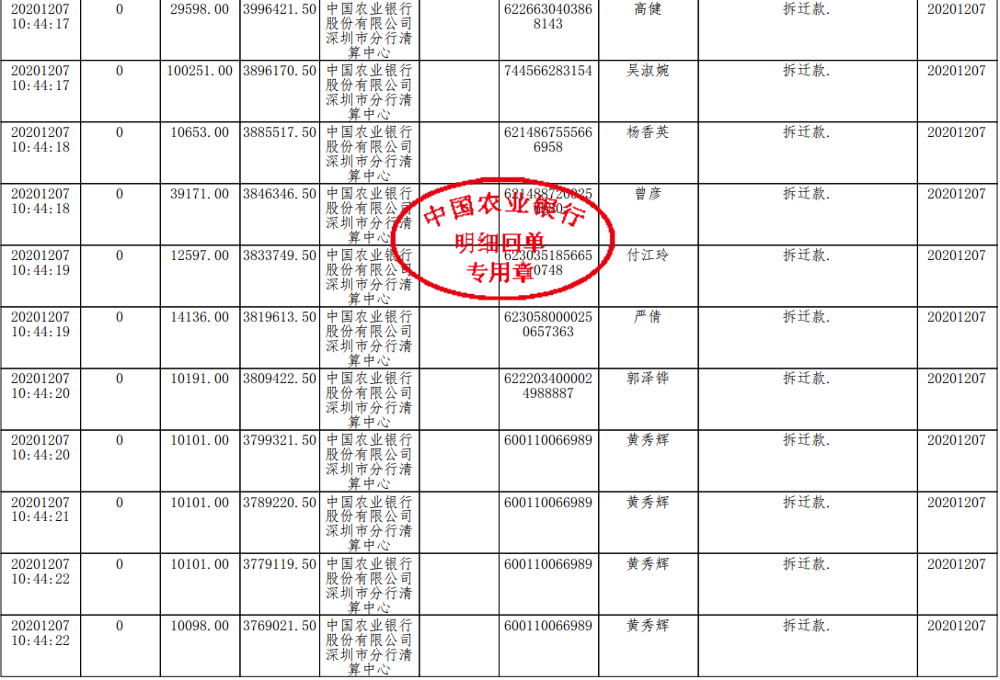 20201207 0 29598.00 3996421.50 中国农业银行 622663040386 高健 拆迁款. 20201207
10:44:17 股份有限公司 8143
深圳市分行清
算中心
20201207 0 100251.00 3896170.50 中国农业银行 744566283154 吴淑婉 拆迁款. 20201207
10:44:17 股份有限公司
深圳市分行清
算中心
20201207 0 10653.00 3885517.50 中国农业银行 621486755566 杨香英 拆迁款. 20201207
10:44:18 股份有限公司 6958
深圳市分行清
算中心
20201207 0 39171.00 3846346.50 中国农业银行 曾彦 拆迁款. 20201207
10:44:18 股份有限公司
深圳市分行清
算中心
中国农业银行
明细回单
专用章
20201207 0 12597.00 3833749.50 中国农业银行 623035185665 付江玲 拆迁款. 20201207
10:44:19 股份有限公司 0748
深圳市分行清
算中心
20201207 0 14136.00 3819613.50 中国农业银行 623058000025 严倩 拆迁款. 20201207
10:44:19 股份有限公司 0657363
深圳市分行清
算中心
20201207 0 10191.00 3809422.50 中国农业银行 622203400002 郭泽铧 拆迁款. 20201207
10:44:20 股份有限公司 4988887
深圳市分行清
算中心
20201207 0 10101.00 3799321.50 中国农业银行 600110066989 黄秀辉 拆迁款. 20201207
10:44:20 股份有限公司
深圳市分行清
算中心
20201207 0 10101.00 3789220.50 中国农业银行 600110066989 黄秀辉 拆迁款. 20201207
10:44:21 股份有限公司
深圳市分行清
算中心
20201207 0 10101.00 3779119.50 中国农业银行 600110066989 黄秀辉 拆迁款. 20201207
10:44:22 股份有限公司
深圳市分行清
算中心
20201207 0 10098.00 3769021.50 中国农业银行 600110066989 黄秀辉 拆迁款. 20201207
10:44:22 股份有限公司
深圳市分行清
算中心